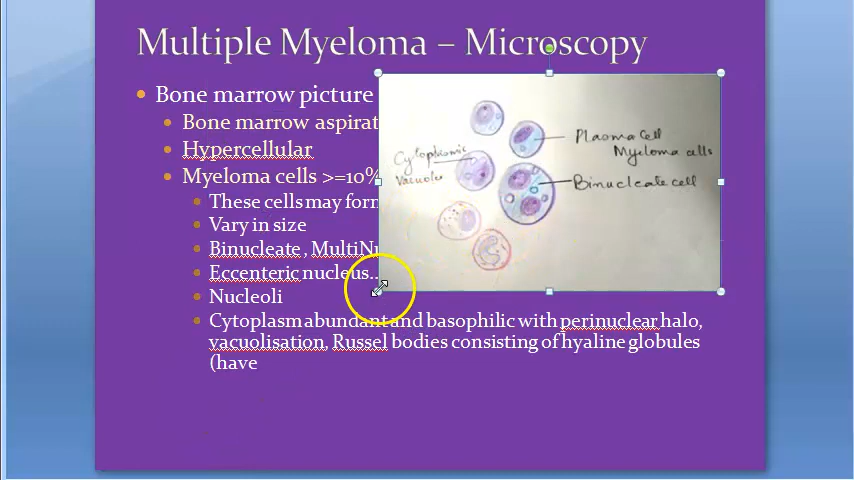 Multiple Myeloma – Microscopy
Bone marrow picture
Bone marrow aspirat
Hypercellular
Myeloma cells >=10%
These cells may form
Vary in size
Binucleate , MultiNu
Eccenteric nucleus..
Nucleoli
Cytoplasm abundant and basophilic with perinuclear halo,
vacuolisation, Russel bodies consisting of hyaline globules
(have
Plasma Cell
Myeloma cells
Cytoplasmic
Vacuoles
Binucleate cell